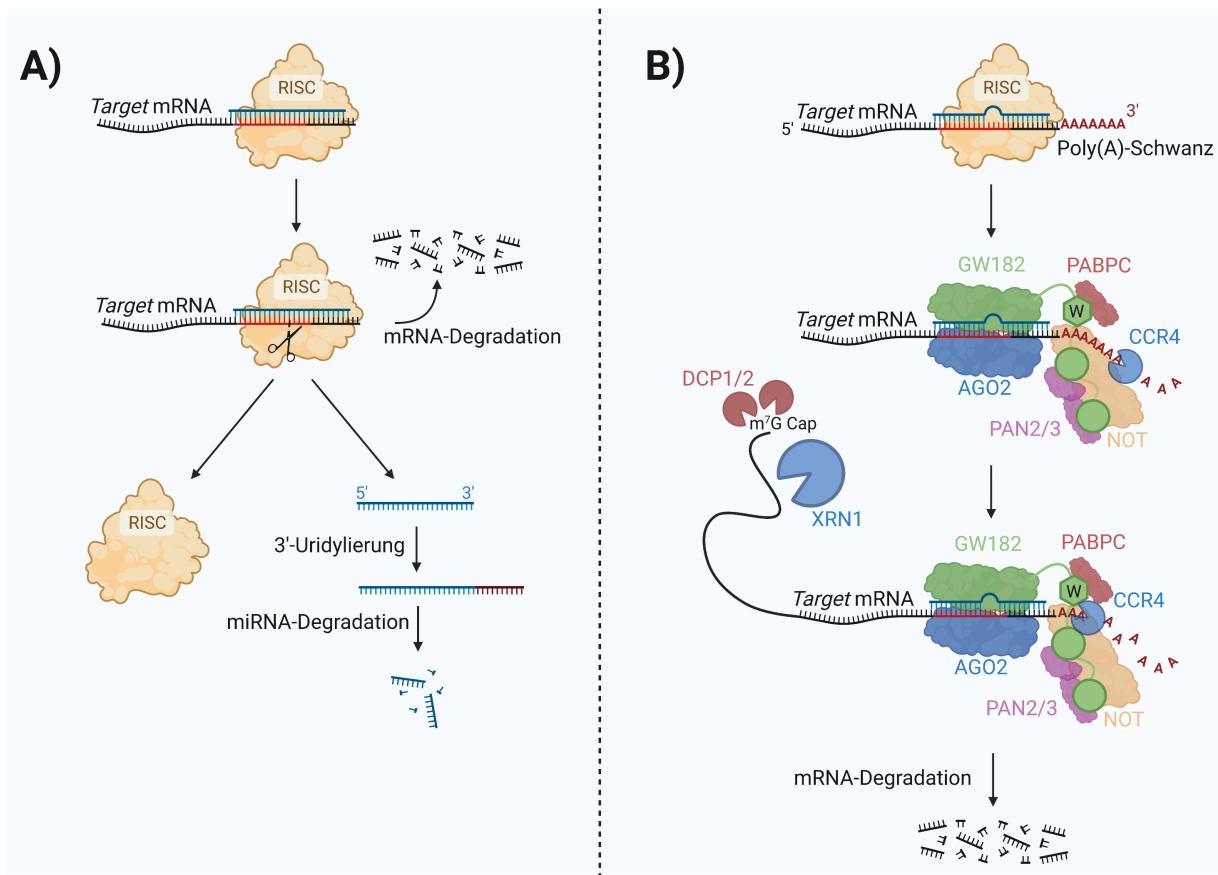 A)
RISC
Target mRNA
RISC
Target mRNA
mRNA-Degradation
RISC
5' 3'
3'-Uridylierung
miRNA-Degradation
B)
RISC
Target mRNA
3'
5'
AAAAAAA
Poly(A)-Schwanz
GW182
PABPC
W
Target mRNA
AAAAAAA
CCR4
A A A
AGO2
PAN2/3
NOT
DCP1/2
m⁷G Cap
XRN1
GW182
PABPC
W
Target mRNA
CCR4
AAA
A
A A
A A A
AGO2
PAN2/3
NOT
mRNA-Degradation